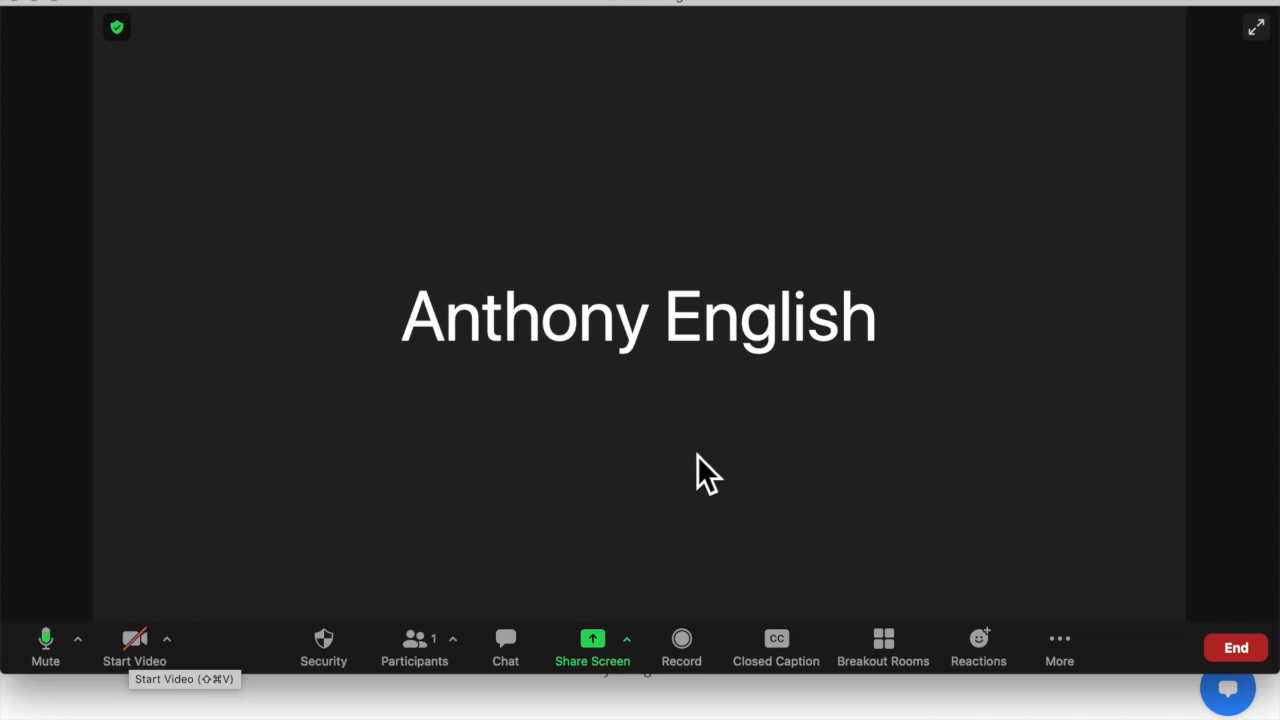 Anthony English
1
CC
Mute
Start Video
Security
Participants
Chat
Share Screen
Record
Closed Caption
Breakout Rooms
Reactions
More
End
Start Video (⇧⌘V)